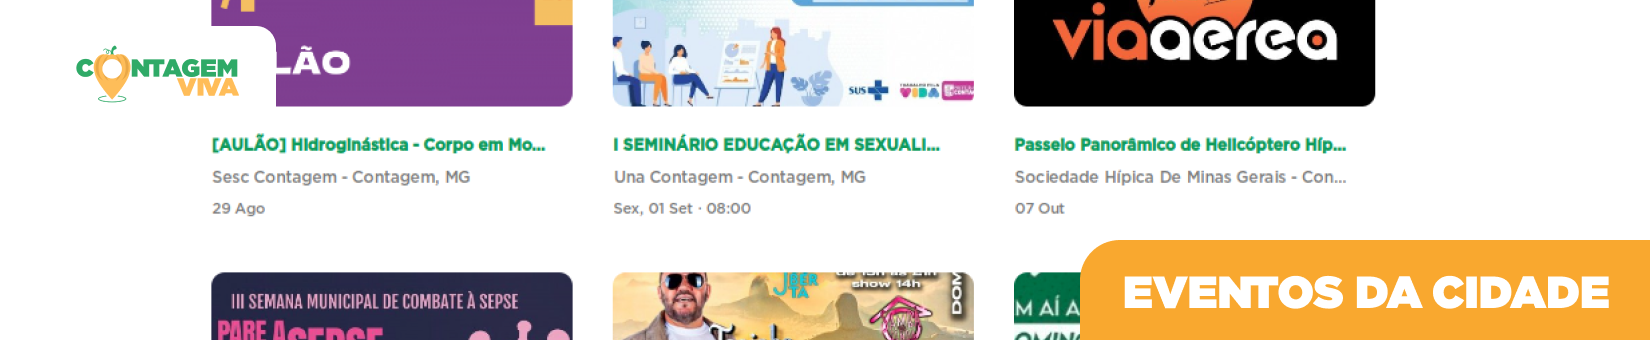 CONTAGEM
VIVA
LÃO
SUS
VIDA
viaaerea
[AULÃO] Hidroginástica - Corpo em Mo...
Sesc Contagem - Contagem, MG
29 Ago
I SEMINÁRIO EDUCAÇÃO EM SEXUALI...
Una Contagem - Contagem, MG
Sex, 01 Set · 08:00
Passeio Panorâmico de Helicóptero Híp...
Sociedade Hípica De Minas Gerais - Con...
07 Out
III SEMANA MUNICIPAL DE COMBATE À SEPSE
PARE A SEPSE
show 14h
DOM
M AÍ A
EVENTOS DA CIDADE